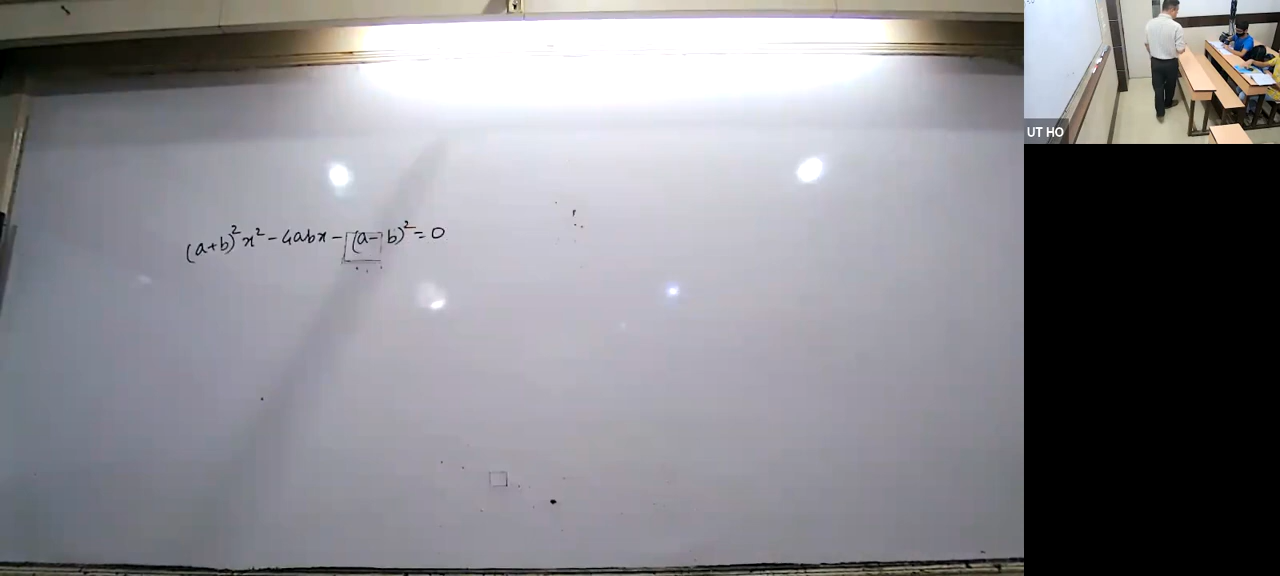 (a+b)²x² - 4abx - (a-b)² = 0
UT HO